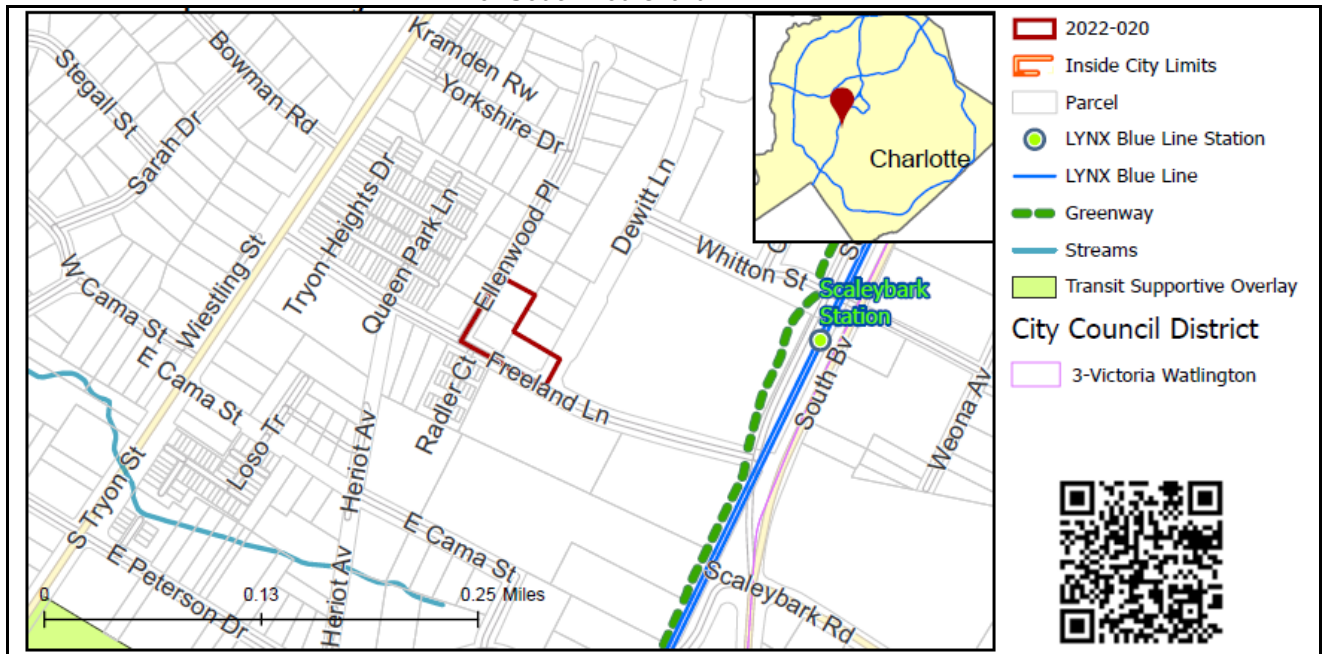 Kramden Rw
Bowman Rd
Stegall St
Yorkshire Dr
Sarah Dr
Tryon Heights Dr
Queen Park Ln
Ellenwood Pl
Dewitt Ln
Whitton St
Wiestling St
W Cama St
E Cama St
Freeland Ln
Radler Ct
Loso Tr
Heriot Av
S Tryon St
E Cama St
E Peterson Dr
Heriot Av
Scaleybark
Station
South Bv
Weona Av
Scaleybark Rd
0
0.13
0.25 Miles
Charlotte
2022-020
Inside City Limits
Parcel
LYNX Blue Line Station
LYNX Blue Line
Greenway
Streams
Transit Supportive Overlay
City Council District
3-Victoria Watlington